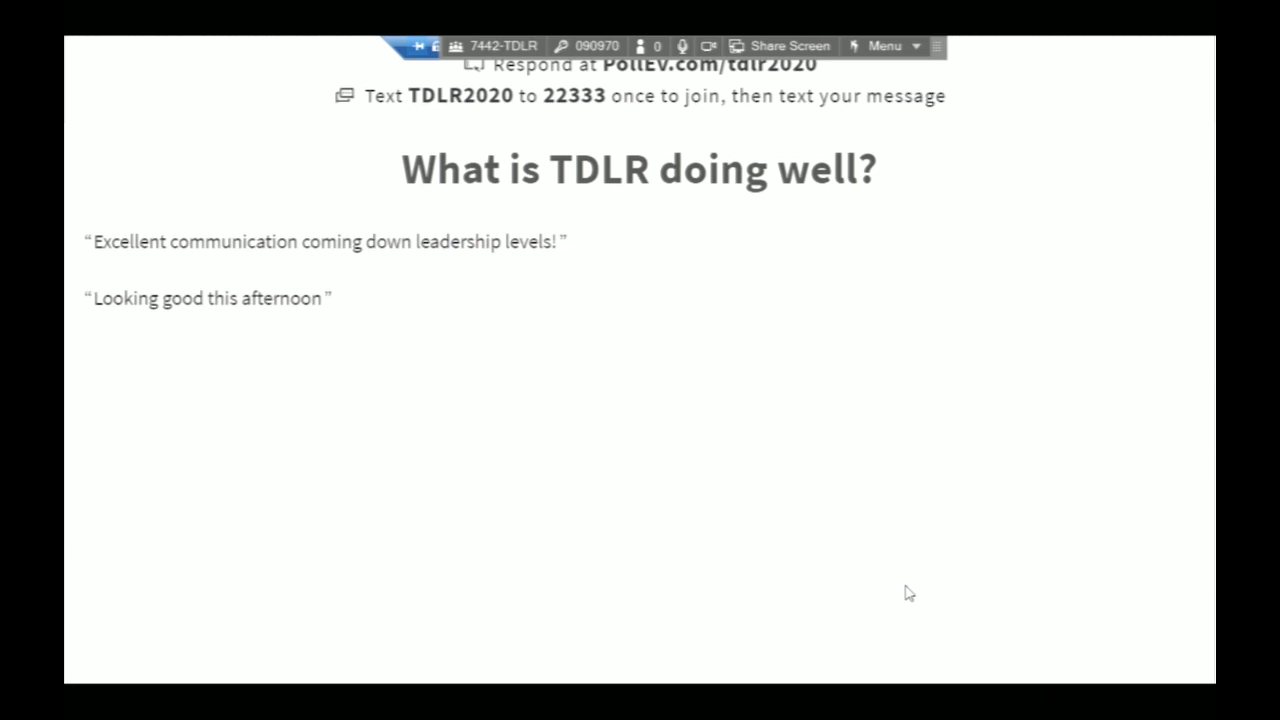 7442-TDLR 090970 0 Share Screen Menu
Respond at PollEv.com/tdlr2020
Text TDLR2020 to 22333 once to join, then text your message
What is TDLR doing well?
“Excellent communication coming down leadership levels!”
“Looking good this afternoon”